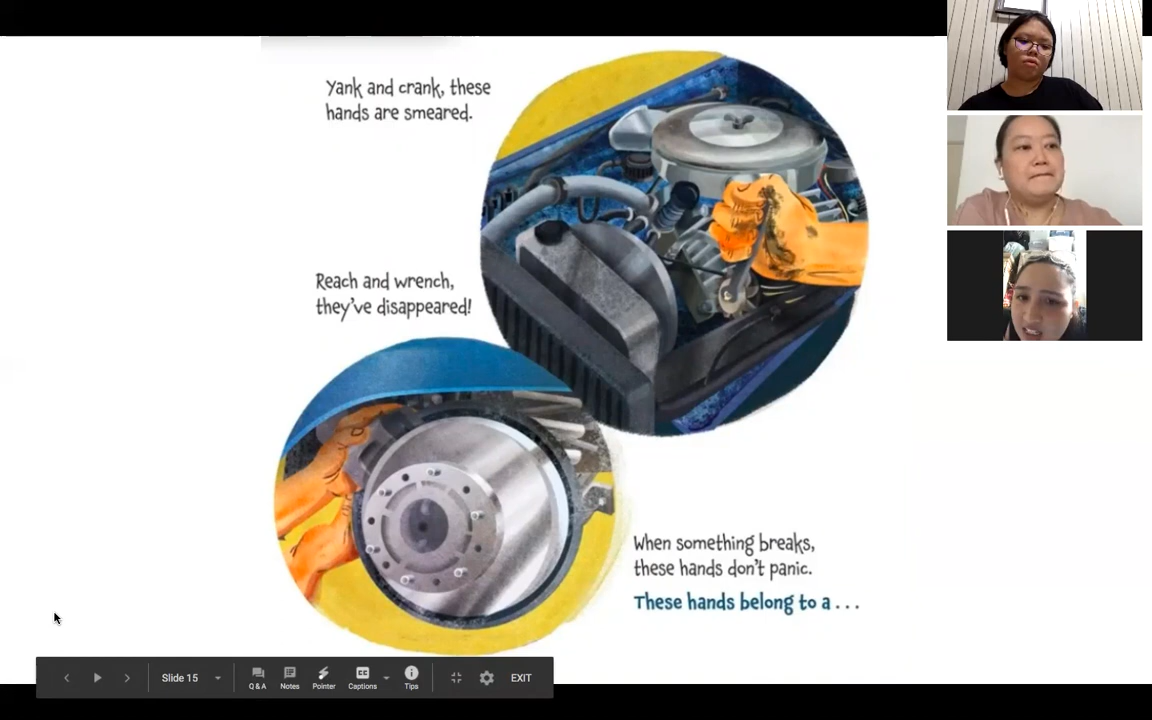 Yank and crank, these
hands are smeared.
Reach and wrench,
they've disappeared!
When something breaks,
these hands don't panic.
These hands belong to a . . .
Slide 15
Q & A
Notes
Pointer
CC
Captions
Tips
EXIT